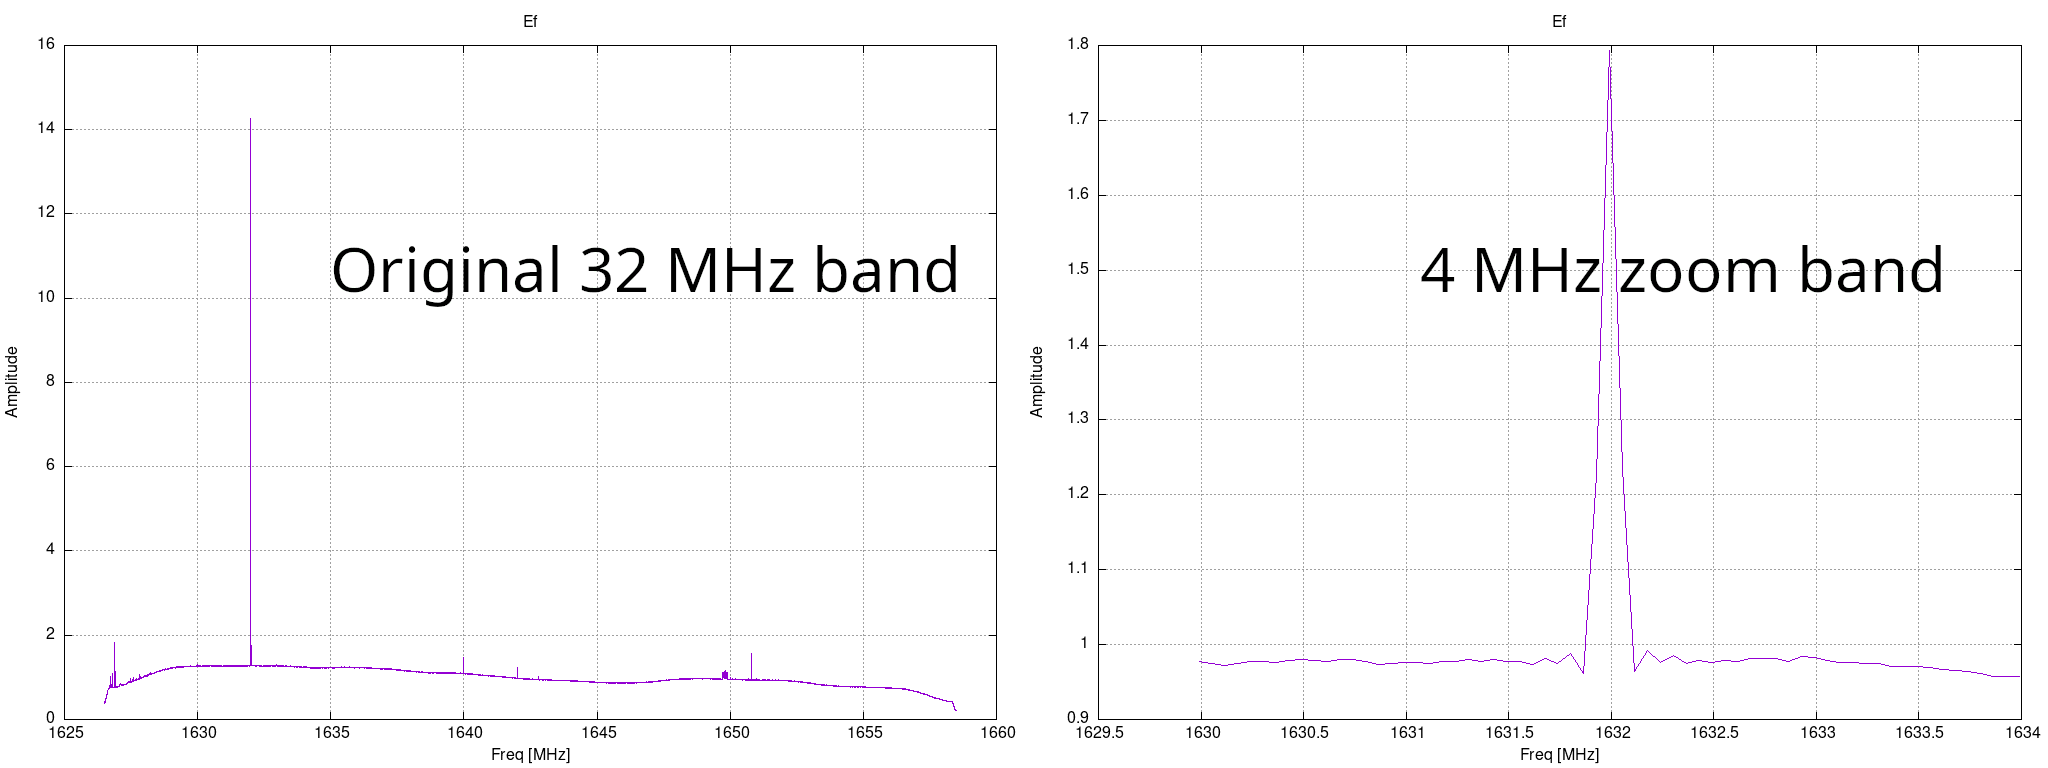 Ef
16
14
12
10
8
6
4
2
0
Amplitude
Original 32 MHz band
1625 1630 1635 1640 1645 1650 1655 1660
Freq [MHz]
Ef
1.8
1.7
1.6
1.5
1.4
1.3
1.2
1.1
1
0.9
Amplitude
4 MHz zoom band
1629.5 1630 1630.5 1631 1631.5 1632 1632.5 1633 1633.5 1634
Freq [MHz]